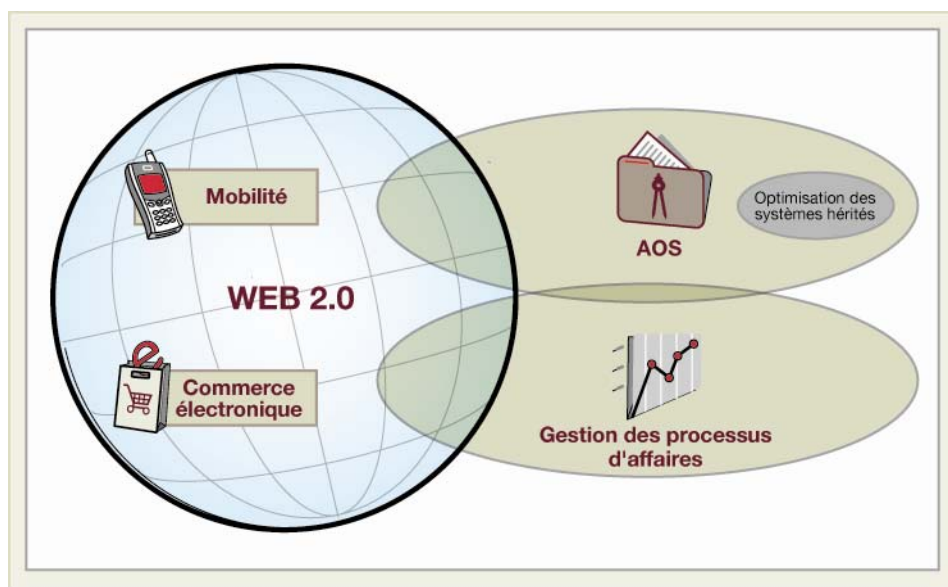 Mobilité
WEB 2.0
Commerce
électronique
AOS
Optimisation des
systèmes hérités
Gestion des processus
d'affaires